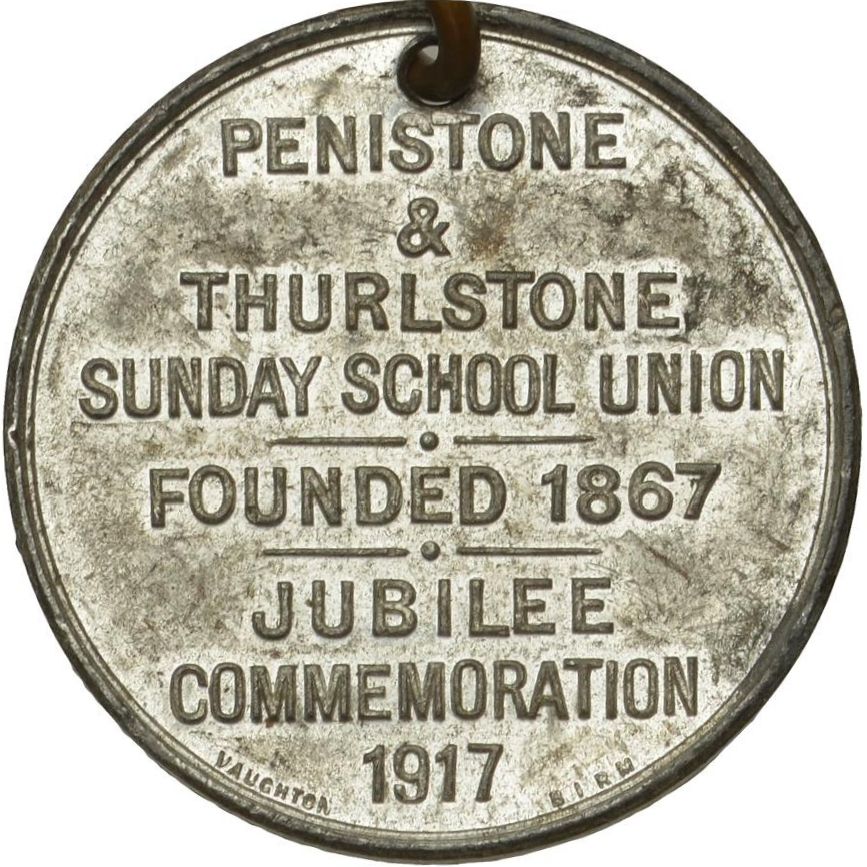 PENISTONE
&
THURLSTONE
SUNDAY SCHOOL UNION
FOUNDED 1867
JUBILEE
COMMEMORATION
1917
VAUGHTON BIRM